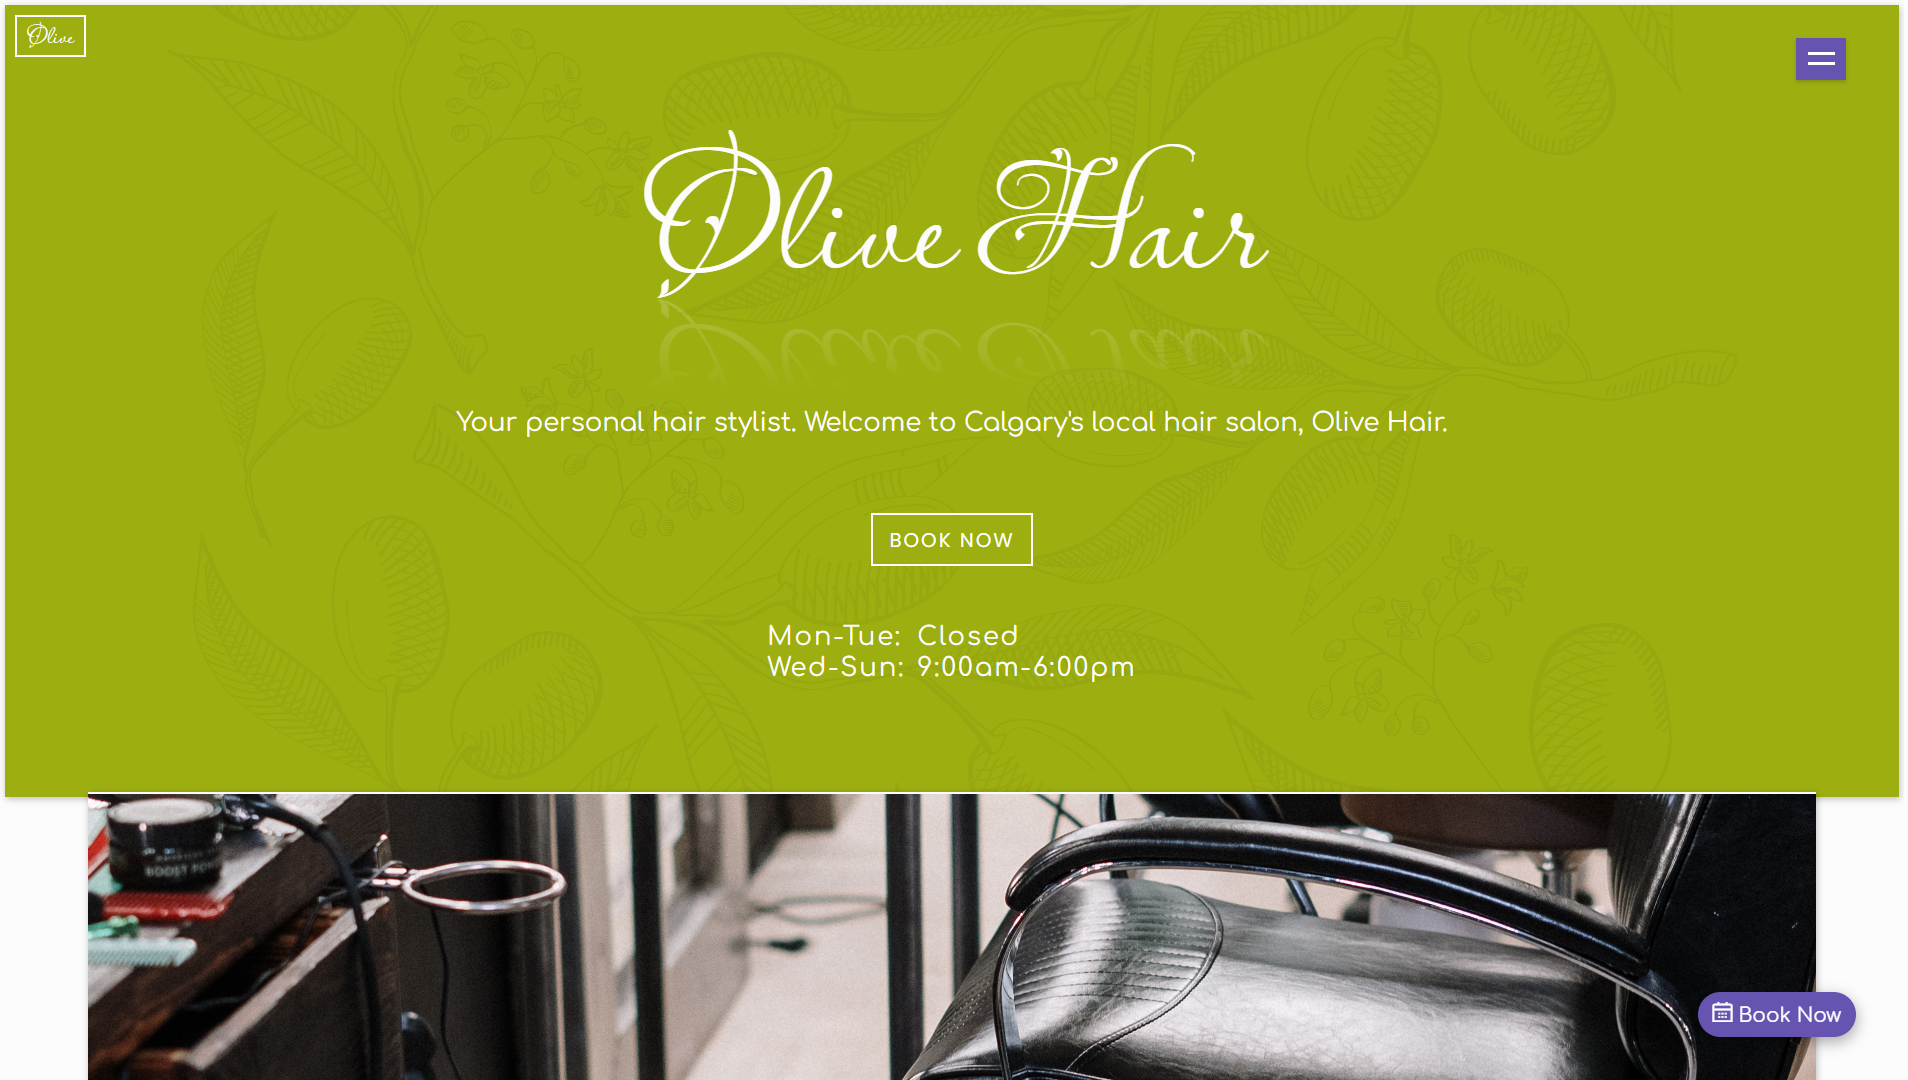 Olive
Olive Hair
Your personal hair stylist. Welcome to Calgary's local hair salon, Olive Hair.
BOOK NOW
Mon-Tue: Closed
Wed-Sun: 9:00am-6:00pm
BOOST POWDER
Book Now